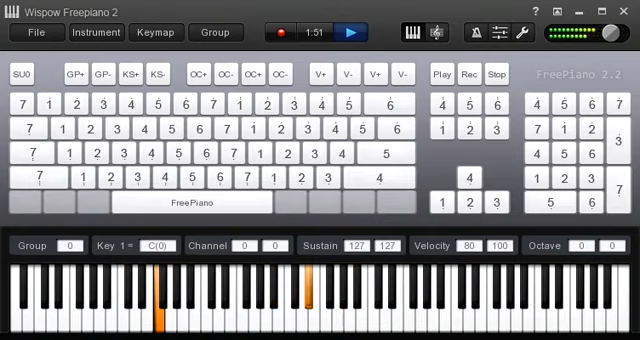 Wispow Freepiano 2
File Instrument Keymap Group 1:51
SU0 GP+ GP- KS+ KS- OC+ OC- OC+ OC- V+ V- V+ V- Play Rec Stop FreePiano 2.2
7 1 2 3 4 5 6 7 1 2 3 4 5 6 4 5 6 4 5 6 7
7 1 2 3 4 5 6 7 1 2 3 4 5 6 1 2 3 7 1 2 3
7 1 2 3 4 5 6 7 1 2 3 4 5 4 5 6
7 1 2 3 4 5 6 7 1 2 3 4 4 1 2 3 7
FreePiano 1 2 3 5 6
Group 0 Key 1 = C(0) Channel 0 0 Sustain 127 127 Velocity 80 100 Octave 0 0